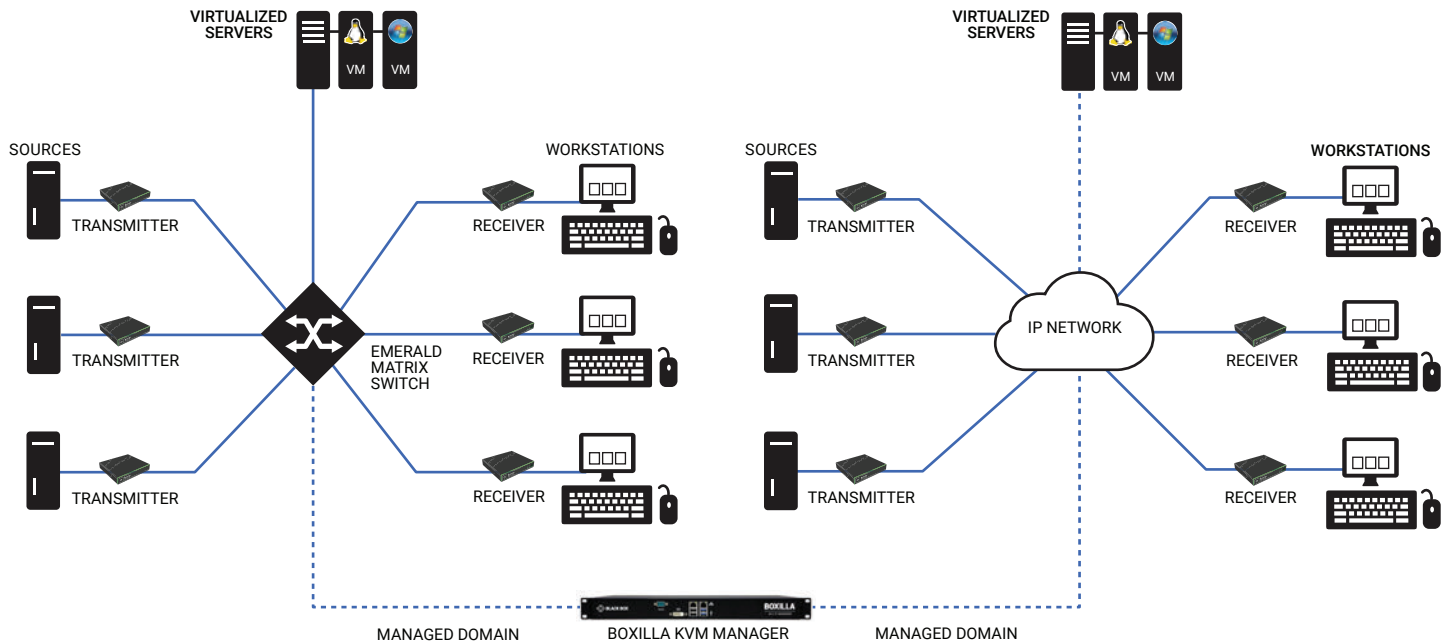 VIRTUALIZED
SERVERS
VM
VM
SOURCES
WORKSTATIONS
TRANSMITTER
RECEIVER
TRANSMITTER
EMERALD
MATRIX
SWITCH
RECEIVER
TRANSMITTER
RECEIVER
VIRTUALIZED
SERVERS
VM
VM
SOURCES
WORKSTATIONS
TRANSMITTER
RECEIVER
TRANSMITTER
IP NETWORK
RECEIVER
TRANSMITTER
RECEIVER
BLACK BOX
BOXILLA
MANAGED DOMAIN
BOXILLA KVM MANAGER
MANAGED DOMAIN